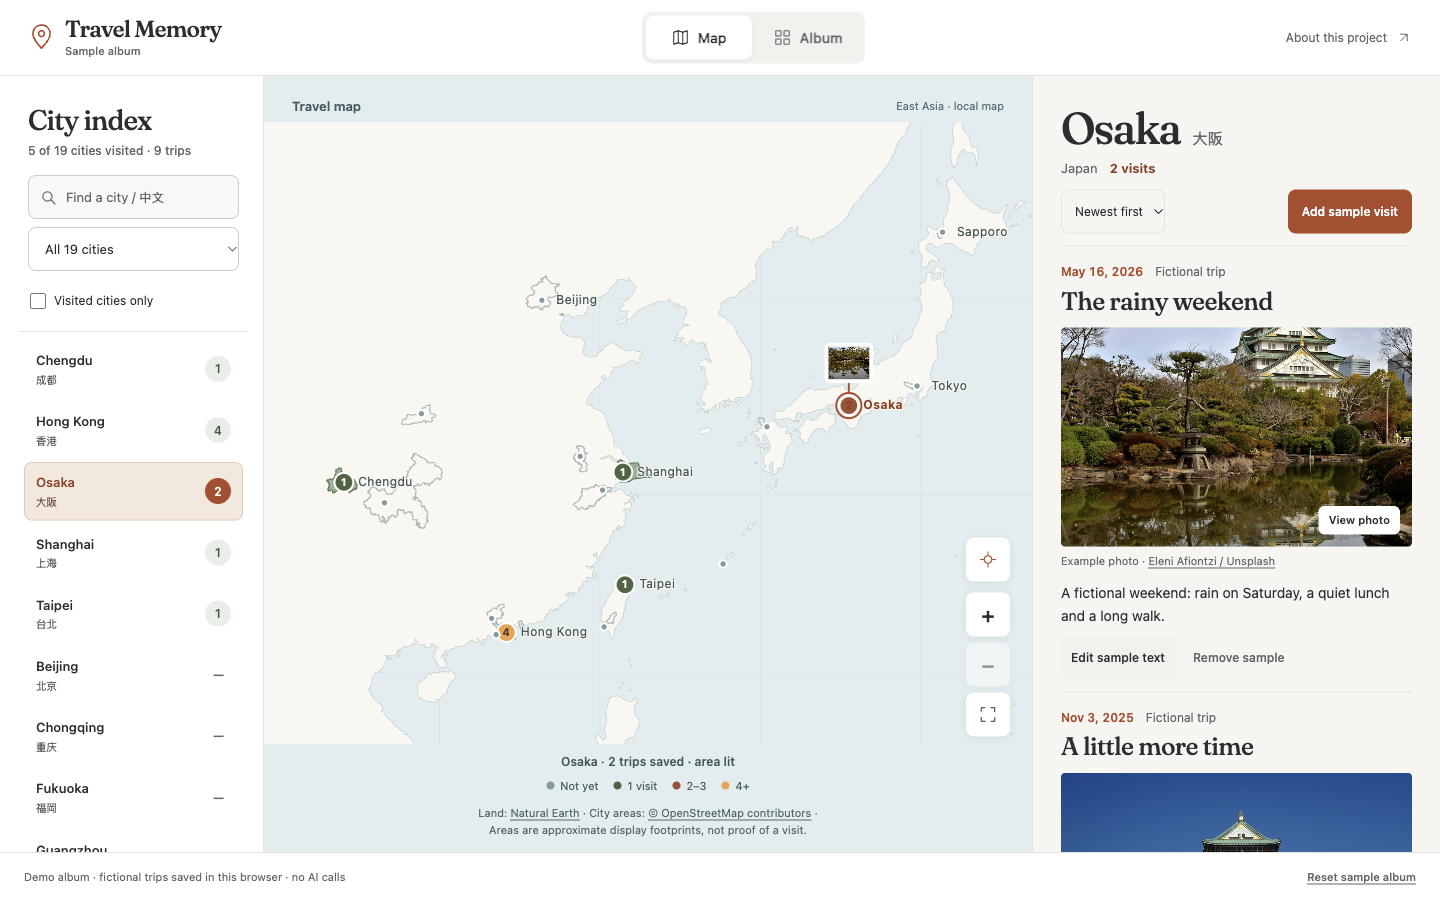 Travel Memory
Sample album
Map
Album
About this project
City index
5 of 19 cities visited · 9 trips
Find a city / 中文
All 19 cities
Visited cities only
Chengdu
成都
1
Hong Kong
香港
4
Osaka
大阪
2
Shanghai
上海
1
Taipei
台北
1
Beijing
北京
–
Chongqing
重庆
–
Fukuoka
福冈
–
Guangzhou
Travel map
East Asia · local map
Sapporo
Beijing
Tokyo
2
Osaka
1
Shanghai
1
Chengdu
1
Taipei
4
Hong Kong
+
−
Osaka · 2 trips saved · area lit
Not yet
1 visit
2–3
4+
Land: Natural Earth · City areas: © OpenStreetMap contributors ·
Areas are approximate display footprints, not proof of a visit.
Osaka 大阪
Japan 2 visits
Newest first
Add sample visit
May 16, 2026 Fictional trip
The rainy weekend
View photo
Example photo · Eleni Afiontzi / Unsplash
A fictional weekend: rain on Saturday, a quiet lunch
and a long walk.
Edit sample text
Remove sample
Nov 3, 2025 Fictional trip
A little more time
Demo album · fictional trips saved in this browser · no AI calls
Reset sample album